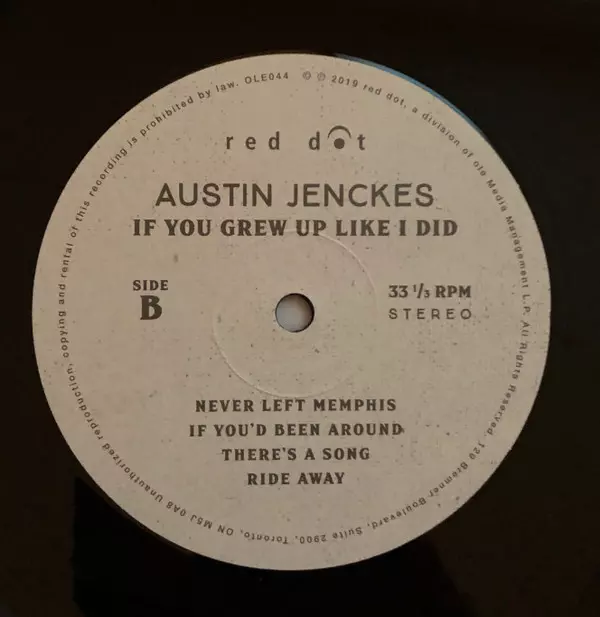 red dot
AUSTIN JENCKES
IF YOU GREW UP LIKE I DID
SIDE
B
33 1/3 RPM
STEREO
NEVER LEFT MEMPHIS
IF YOU'D BEEN AROUND
THERE'S A SONG
RIDE AWAY
OLE044 © ℗ 2019 red dot, a division of ole Media Management L.P. All Rights Reserved. 120 Bremner Boulevard, Suite 2900, Toronto, ON M5J 0A8 Unauthorized reproduction, copying and rental of this recording is prohibited by law.